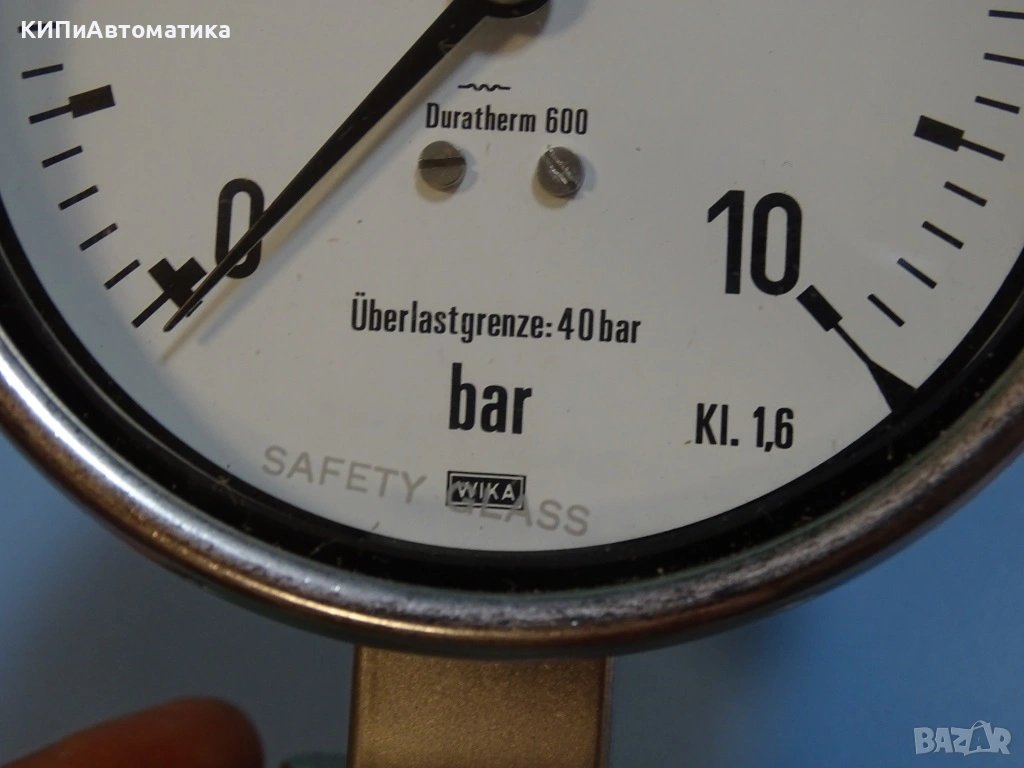 КИПиАвтоматика
Duratherm 600
0
10
Überlastgrenze: 40 bar
bar
Kl. 1,6
SAFETY GLASS
WIKA
BAZAR